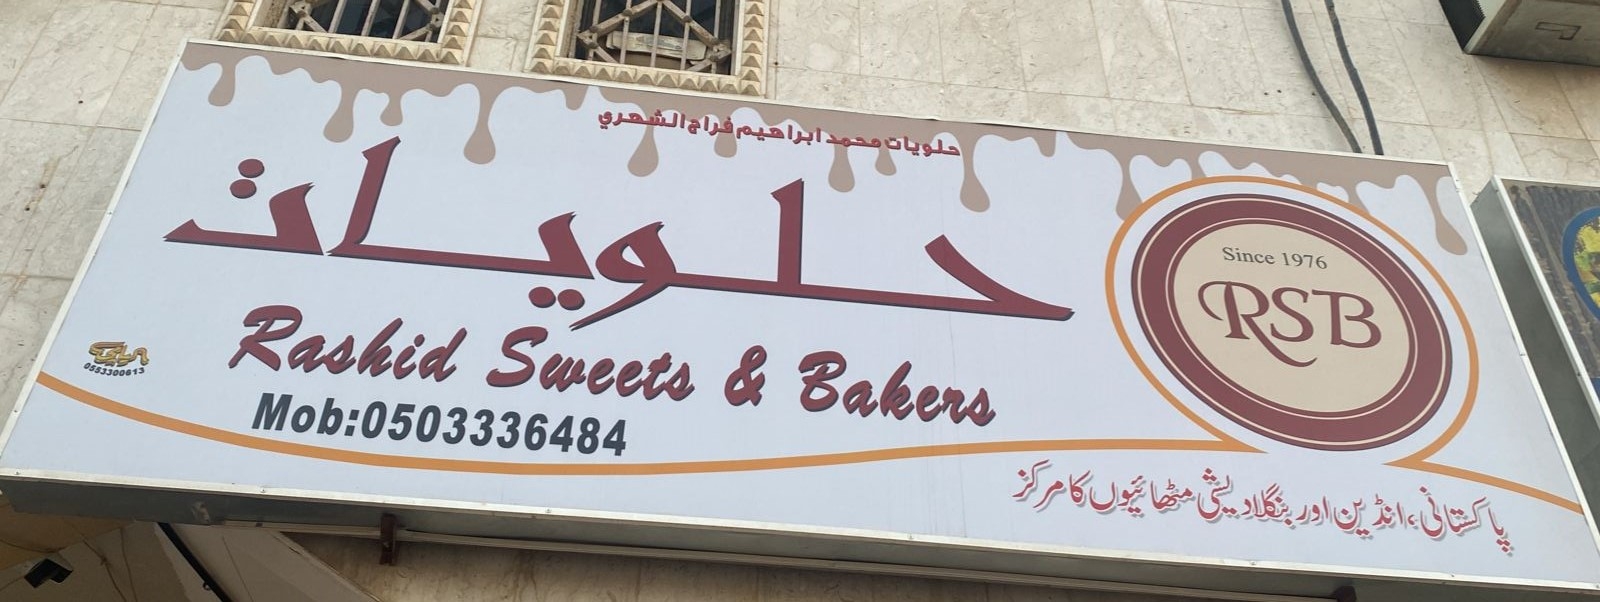 حلويات محمد ابراهيم فراج الشهري
حلويات
Rashid Sweets & Bakers
Mob:0503336484
0553300613
Since 1976
RSB
پاکستانی، انڈین اور بنگلادیشی مٹھائیوں کا مرکز